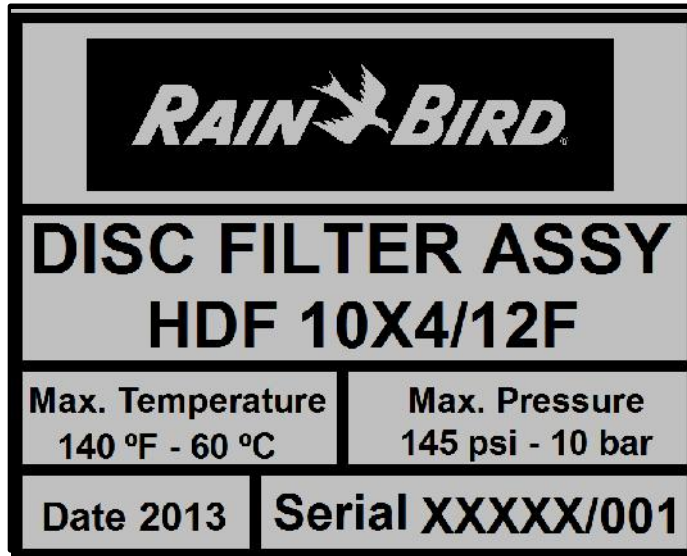 RAIN BIRD
DISC FILTER ASSY
HDF 10X4/12F
Max. Temperature
140 ºF - 60 ºC
Max. Pressure
145 psi - 10 bar
Date 2013
Serial XXXXX/001